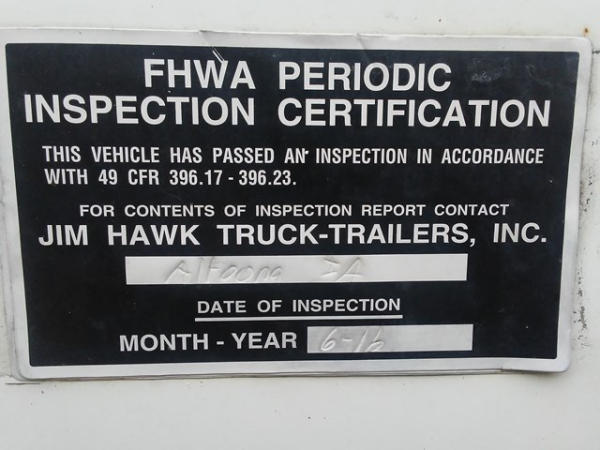 FHWA PERIODIC
INSPECTION CERTIFICATION
THIS VEHICLE HAS PASSED AN INSPECTION IN ACCORDANCE
WITH 49 CFR 396.17 - 396.23.
FOR CONTENTS OF INSPECTION REPORT CONTACT
JIM HAWK TRUCK-TRAILERS, INC.
Altoona IA
DATE OF INSPECTION
MONTH - YEAR 6-16